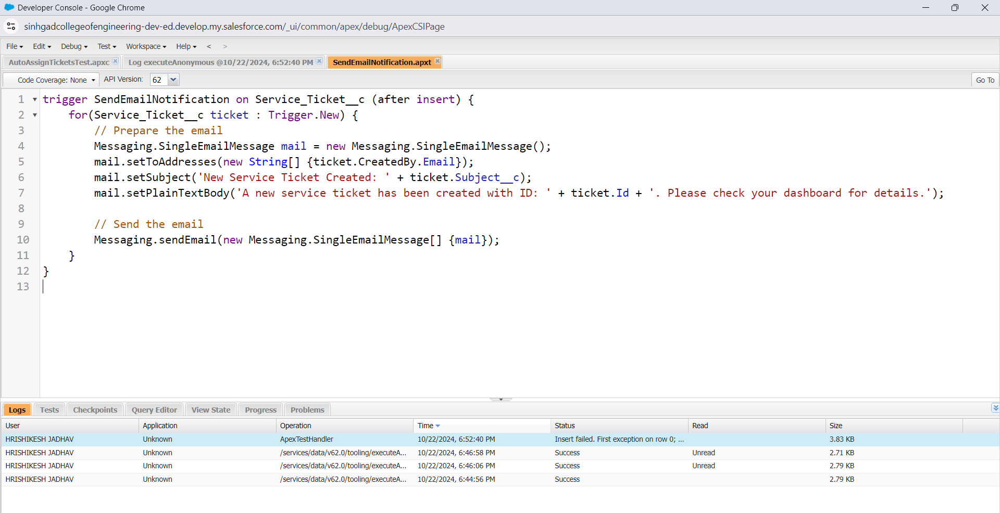 Developer Console - Google Chrome
sinhgadcollegeofengineering-dev-ed.develop.my.salesforce.com/_ui/common/apex/debug/ApexCSIPage
File Edit Debug Test Workspace Help < >
AutoAssignTicketsTest.apxc Log executeAnonymous @10/22/2024, 6:52:40 PM SendEmailNotification.apxt
Code Coverage: None API Version: 62 Go To
1 trigger SendEmailNotification on Service_Ticket__c (after insert) {
2 for(Service_Ticket__c ticket : Trigger.New) {
3 // Prepare the email
4 Messaging.SingleEmailMessage mail = new Messaging.SingleEmailMessage();
5 mail.setToAddresses(new String[] {ticket.CreatedBy.Email});
6 mail.setSubject('New Service Ticket Created: ' + ticket.Subject__c);
7 mail.setPlainTextBody('A new service ticket has been created with ID: ' + ticket.Id + '. Please check your dashboard for details.');
8
9 // Send the email
10 Messaging.sendEmail(new Messaging.SingleEmailMessage[] {mail});
11 }
12 }
13
Logs Tests Checkpoints Query Editor View State Progress Problems
User Application Operation Time Status Read Size
HRISHIKESH JADHAV Unknown ApexTestHandler 10/22/2024, 6:52:40 PM Insert failed. First exception on row 0; ... 3.83 KB
HRISHIKESH JADHAV Unknown /services/data/v62.0/tooling/executeA... 10/22/2024, 6:46:58 PM Success Unread 2.71 KB
HRISHIKESH JADHAV Unknown /services/data/v62.0/tooling/executeA... 10/22/2024, 6:46:06 PM Success Unread 2.79 KB
HRISHIKESH JADHAV Unknown /services/data/v62.0/tooling/executeA... 10/22/2024, 6:44:56 PM Success 2.79 KB